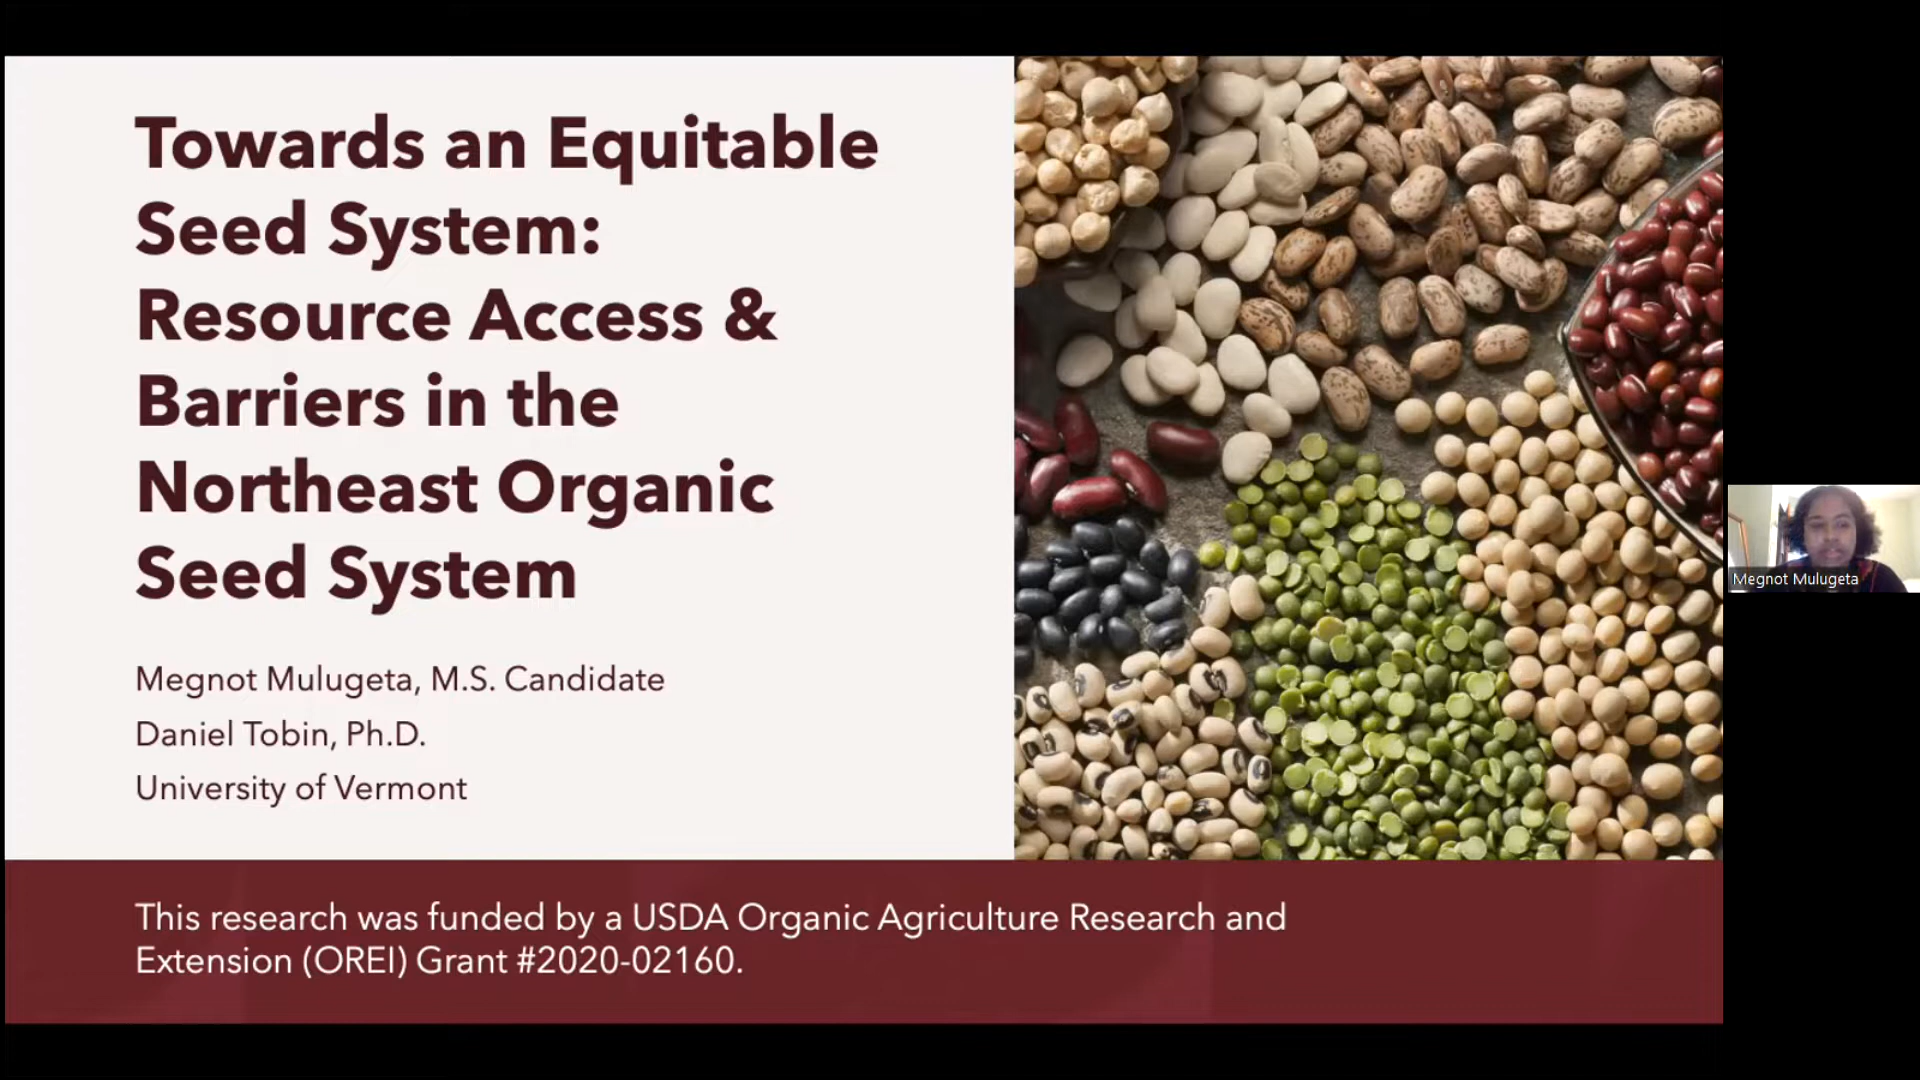 Towards an Equitable
Seed System:
Resource Access &
Barriers in the
Northeast Organic
Seed System
Megnot Mulugeta, M.S. Candidate
Daniel Tobin, Ph.D.
University of Vermont
This research was funded by a USDA Organic Agriculture Research and
Extension (OREI) Grant #2020-02160.
Megnot Mulugeta